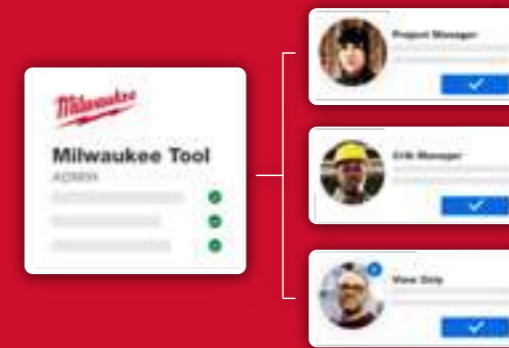 Milwaukee
Milwaukee Tool
ADMIN
Project Manager
Crib Manager
View Only